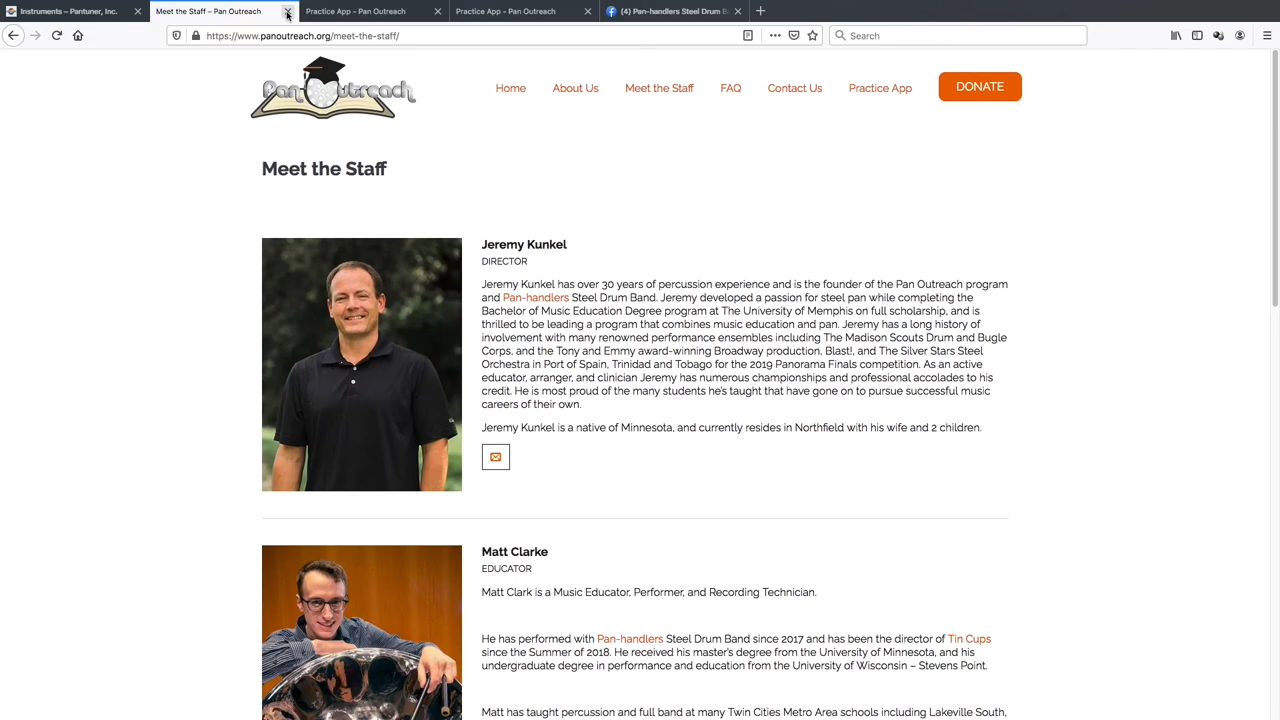 Instruments – Pantuner, Inc.
Meet the Staff – Pan Outreach
Practice App - Pan Outreach
Practice App - Pan Outreach
(4) Pan-handlers Steel Drum B
https://www.panoutreach.org/meet-the-staff/
Search
Pan Outreach
Home
About Us
Meet the Staff
FAQ
Contact Us
Practice App
DONATE
Meet the Staff
Jeremy Kunkel
DIRECTOR
Jeremy Kunkel has over 30 years of percussion experience and is the founder of the Pan Outreach program
and Pan-handlers Steel Drum Band. Jeremy developed a passion for steel pan while completing the
Bachelor of Music Education Degree program at The University of Memphis on full scholarship, and is
thrilled to be leading a program that combines music education and pan. Jeremy has a long history of
involvement with many renowned performance ensembles including The Madison Scouts Drum and Bugle
Corps, and the Tony and Emmy award-winning Broadway production, Blast!, and The Silver Stars Steel
Orchestra in Port of Spain, Trinidad and Tobago for the 2019 Panorama Finals competition. As an active
educator, arranger, and clinician Jeremy has numerous championships and professional accolades to his
credit. He is most proud of the many students he's taught that have gone on to pursue successful music
careers of their own.
Jeremy Kunkel is a native of Minnesota, and currently resides in Northfield with his wife and 2 children.
Matt Clarke
EDUCATOR
Matt Clark is a Music Educator, Performer, and Recording Technician.
He has performed with Pan-handlers Steel Drum Band since 2017 and has been the director of Tin Cups
since the Summer of 2018. He received his master's degree from the University of Minnesota, and his
undergraduate degree in performance and education from the University of Wisconsin – Stevens Point.
Matt has taught percussion and full band at many Twin Cities Metro Area schools including Lakeville South,